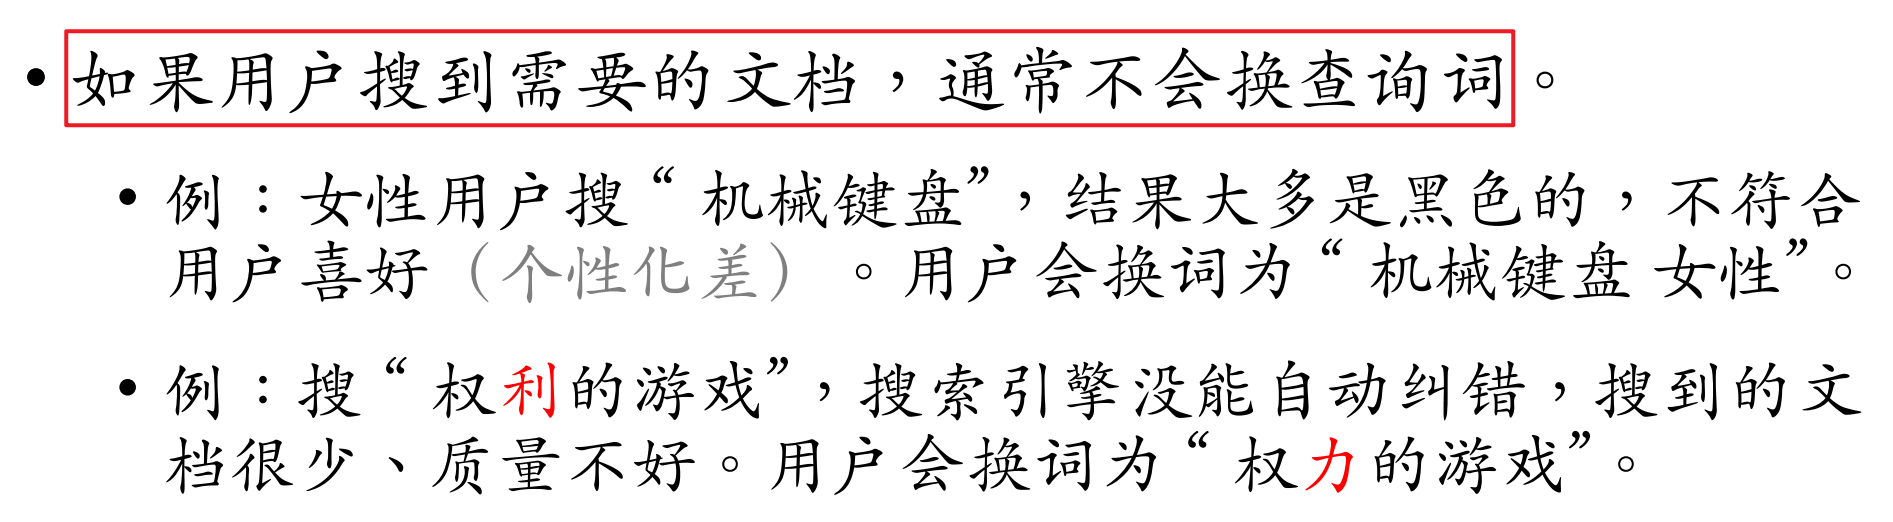 • 如果用户搜到需要的文档，通常不会换查询词。
• 例：女性用户搜“机械键盘”，结果大多是黑色的，不符合
用户喜好（个性化差）。用户会换词为“机械键盘 女性”。
• 例：搜“权利的游戏”，搜索引擎没能自动纠错，搜到的文
档很少、质量不好。用户会换词为“权力的游戏”。